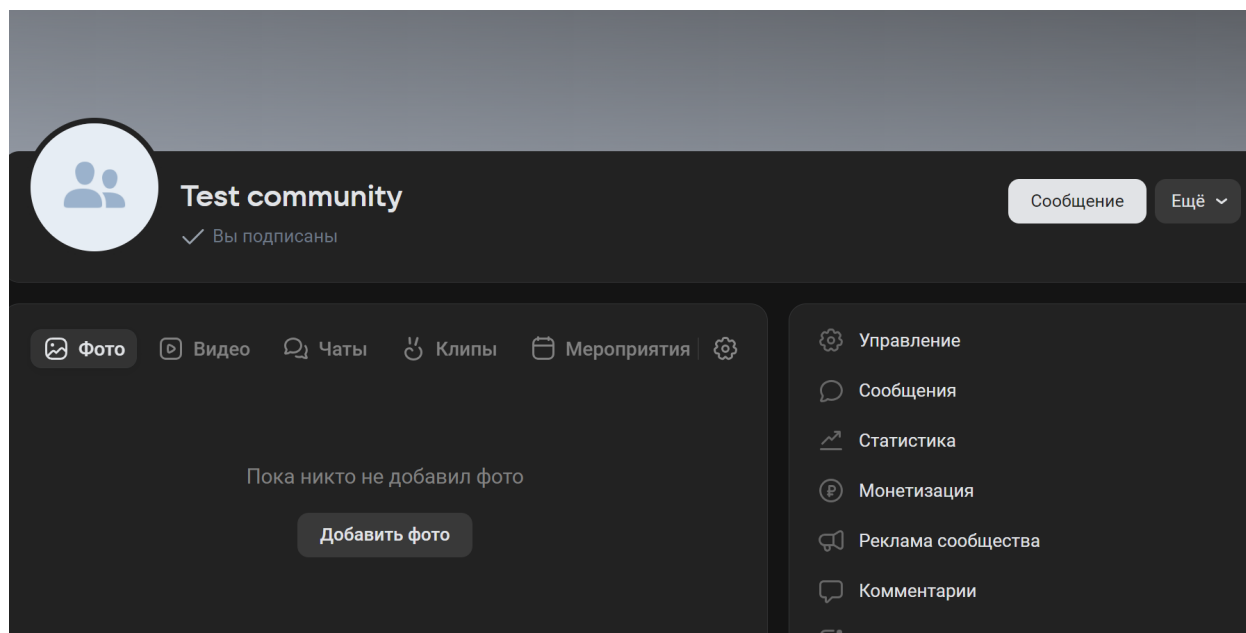 Test community
Вы подписаны
Сообщение
Ещё
Фото Видео Чаты Клипы Мероприятия
Пока никто не добавил фото
Добавить фото
Управление
Сообщения
Статистика
Монетизация
Реклама сообщества
Комментарии